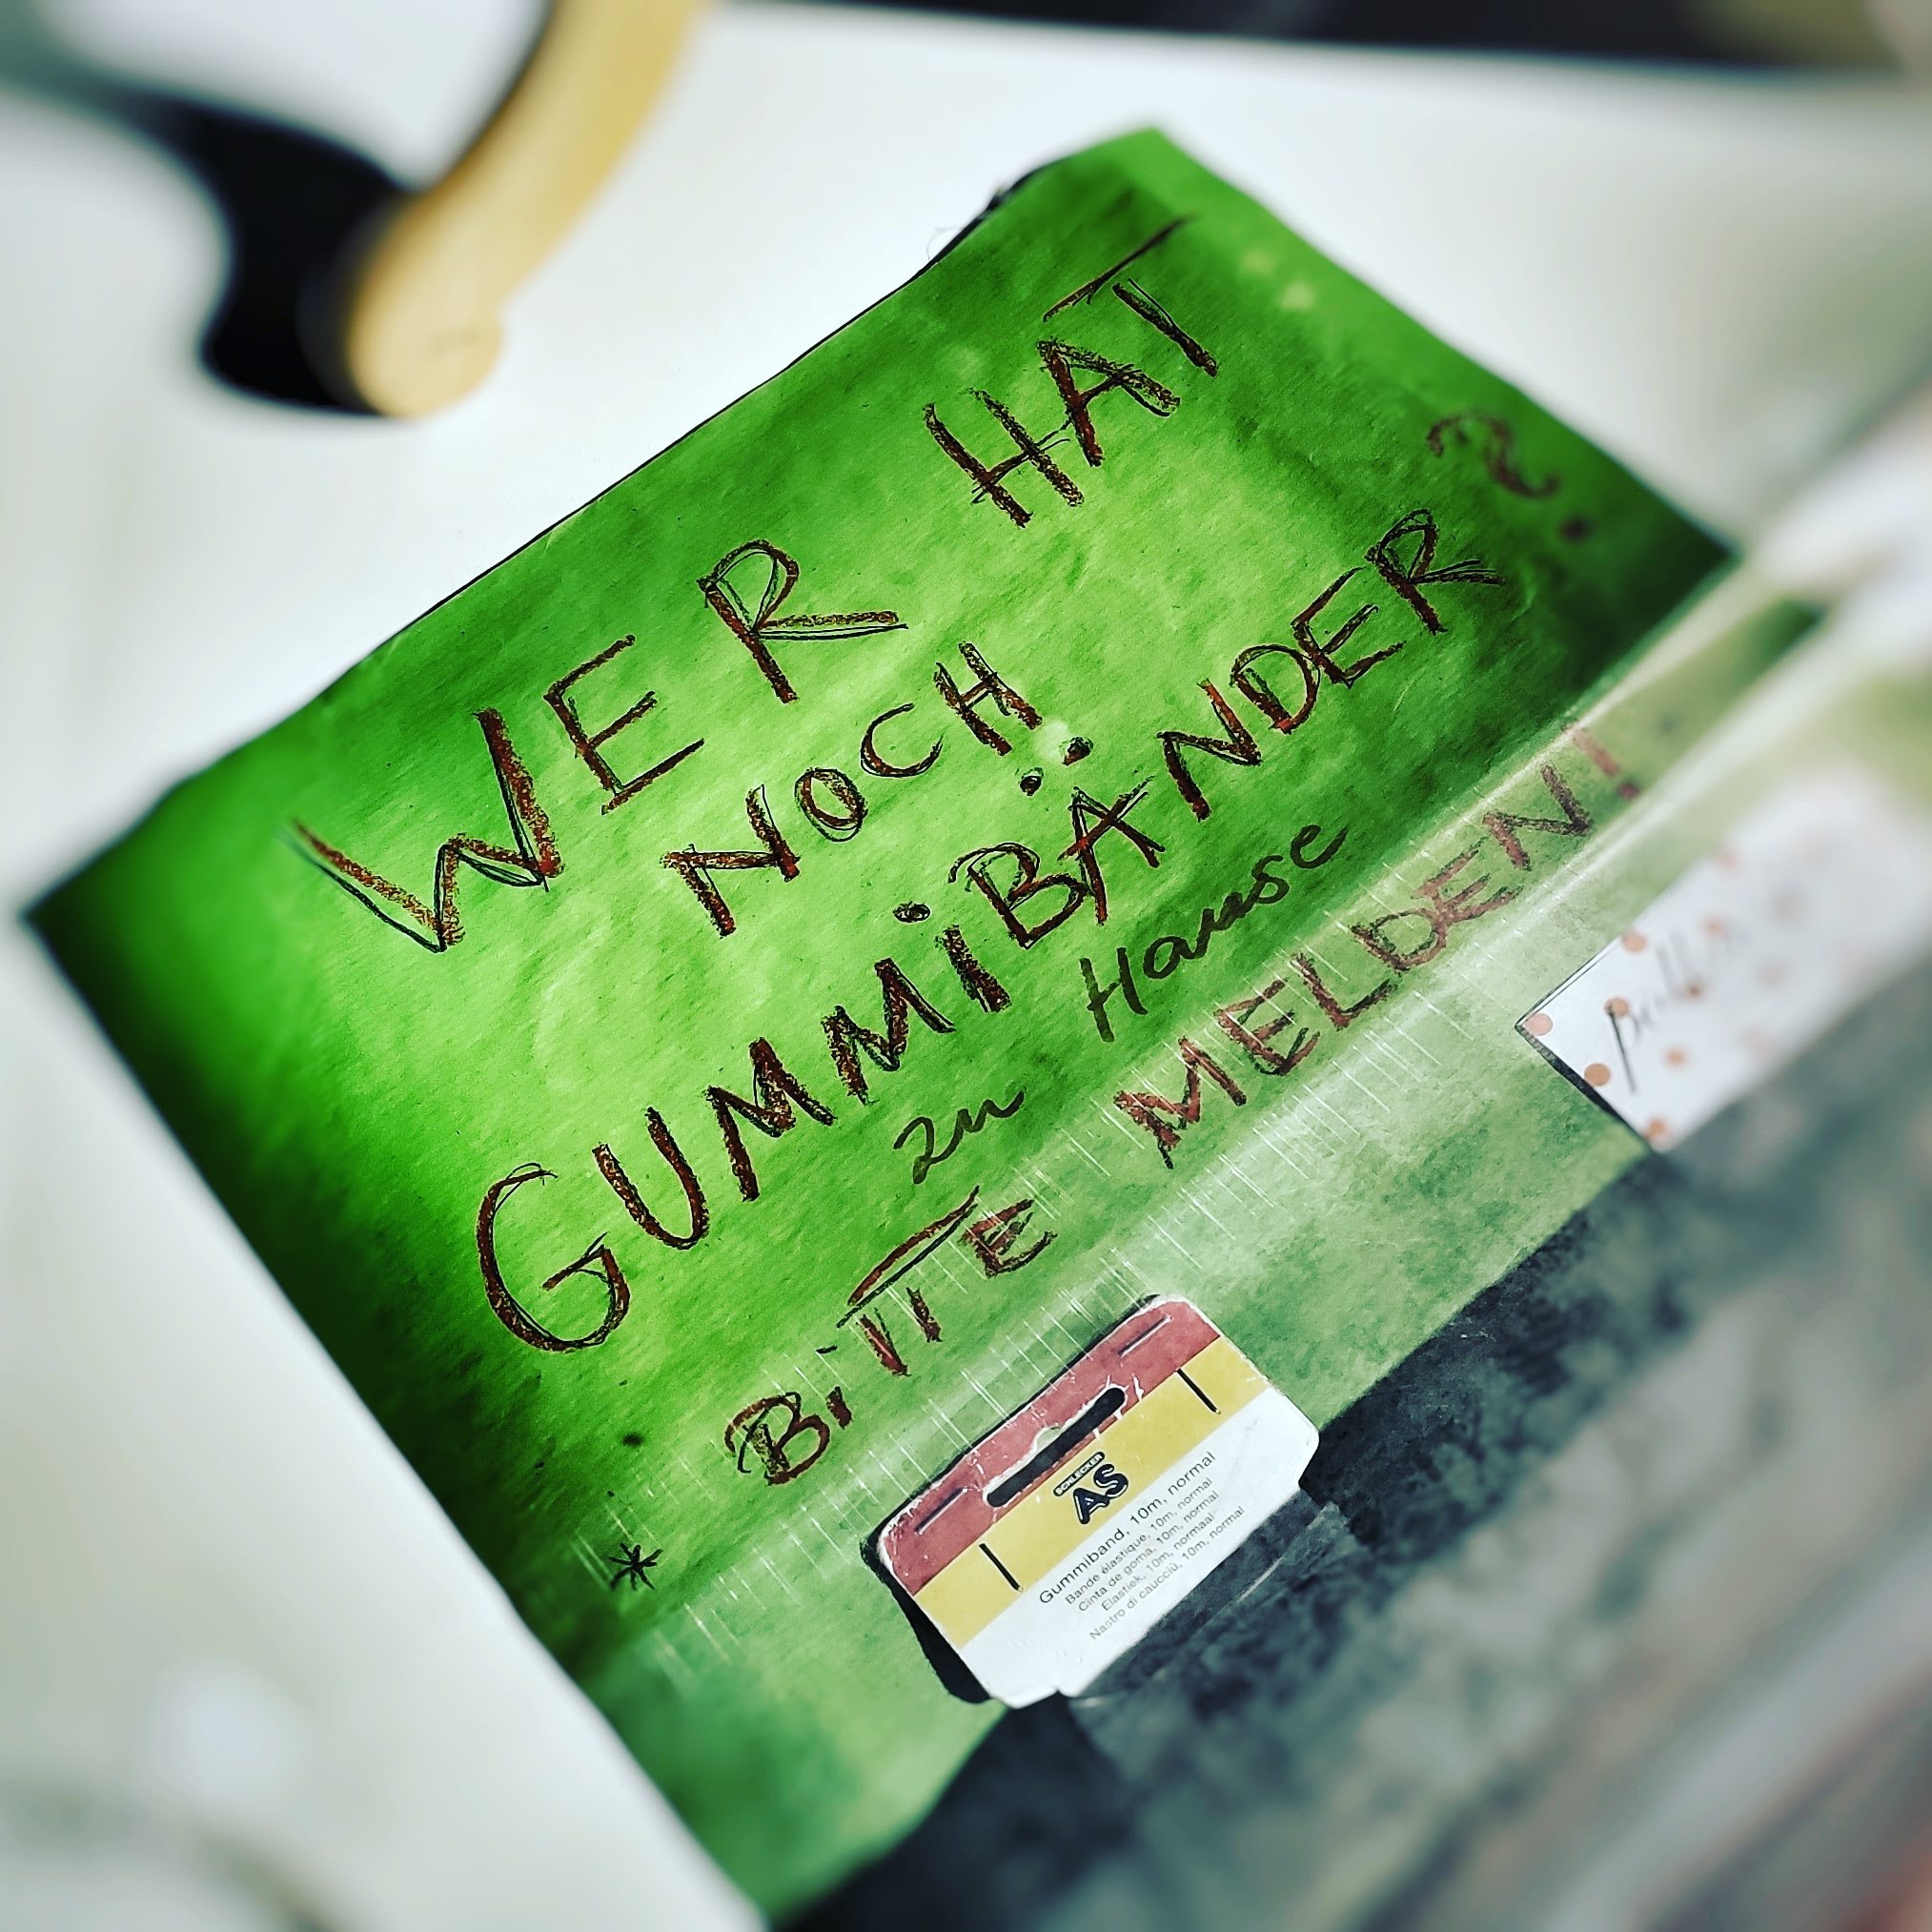 WER HAT
NOCH
GUMMiBÄNDER?
zu Hause
BiTTE MELDEN!
*
SCHLECKER
AS
Gummiband, 10m, normal
Bande élastique, 10m, normal
Cinta de goma, 10m, normal
Elastiek, 10m, normaal
Nastro di caucciù, 10m, normal